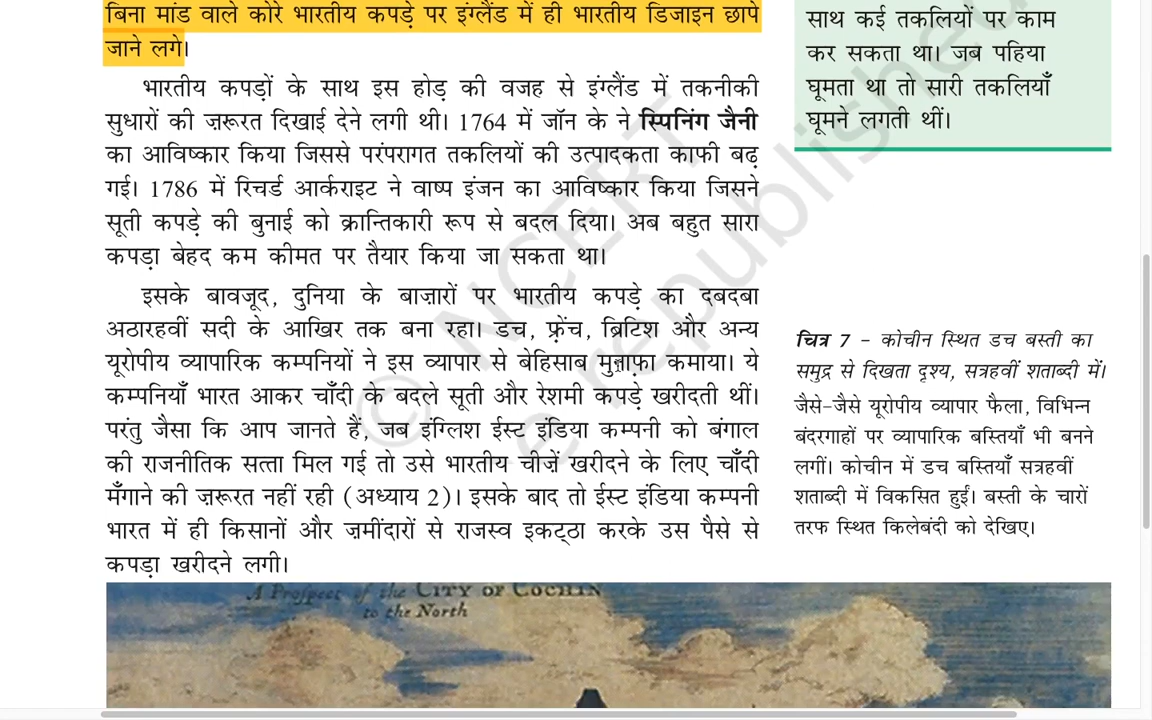 बिना मांड वाले कोरे भारतीय कपड़े पर इंग्लैंड में ही भारतीय डिजाइन छापे
जाने लगे।
भारतीय कपड़ों के साथ इस होड़ की वजह से इंग्लैंड में तकनीकी
सुधारों की ज़रूरत दिखाई देने लगी थी। 1764 में जॉन के ने स्पिनिंग जैनी
का आविष्कार किया जिससे परंपरागत तकलियों की उत्पादकता काफी बढ़
गई। 1786 में रिचर्ड आर्कराइट ने वाष्प इंजन का आविष्कार किया जिसने
सूती कपड़े की बुनाई को क्रान्तिकारी रूप से बदल दिया। अब बहुत सारा
कपड़ा बेहद कम कीमत पर तैयार किया जा सकता था।
इसके बावजूद, दुनिया के बाज़ारों पर भारतीय कपड़े का दबदबा
अठारहवीं सदी के आखिर तक बना रहा। डच, फ़्रेंच, ब्रिटिश और अन्य
यूरोपीय व्यापारिक कम्पनियों ने इस व्यापार से बेहिसाब मुनाफ़ा कमाया। ये
कम्पनियाँ भारत आकर चाँदी के बदले सूती और रेशमी कपड़े खरीदती थीं।
परंतु जैसा कि आप जानते हैं, जब इंग्लिश ईस्ट इंडिया कम्पनी को बंगाल
की राजनीतिक सत्ता मिल गई तो उसे भारतीय चीजें खरीदने के लिए चाँदी
मँगाने की ज़रूरत नहीं रही (अध्याय 2)। इसके बाद तो ईस्ट इंडिया कम्पनी
भारत में ही किसानों और ज़मींदारों से राजस्व इकट्ठा करके उस पैसे से
कपड़ा खरीदने लगी।
साथ कई तकलियों पर काम
कर सकता था। जब पहिया
घूमता था तो सारी तकलियाँ
घूमने लगती थीं।
चित्र 7 – कोचीन स्थित डच बस्ती का
समुद्र से दिखता दृश्य, सत्रहवीं शताब्दी में।
जैसे-जैसे यूरोपीय व्यापार फैला, विभिन्न
बंदरगाहों पर व्यापारिक बस्तियाँ भी बनने
लगीं। कोचीन में डच बस्तियाँ सत्रहवीं
शताब्दी में विकसित हुईं। बस्ती के चारों
तरफ स्थित किलेबंदी को देखिए।
A Prospect of the CITY OF COCHIN
to the North
© NCERT
e republished